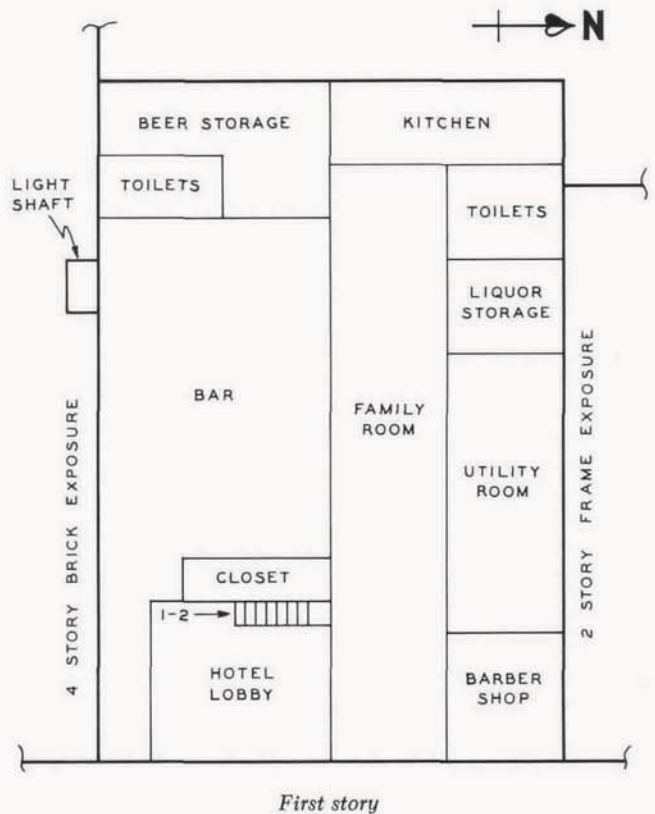 N
BEER STORAGE
KITCHEN
TOILETS
LIGHT
SHAFT
TOILETS
LIQUOR
STORAGE
BAR
FAMILY
ROOM
UTILITY
ROOM
4 STORY BRICK EXPOSURE
2 STORY FRAME EXPOSURE
CLOSET
1-2
HOTEL
LOBBY
BARBER
SHOP
First story